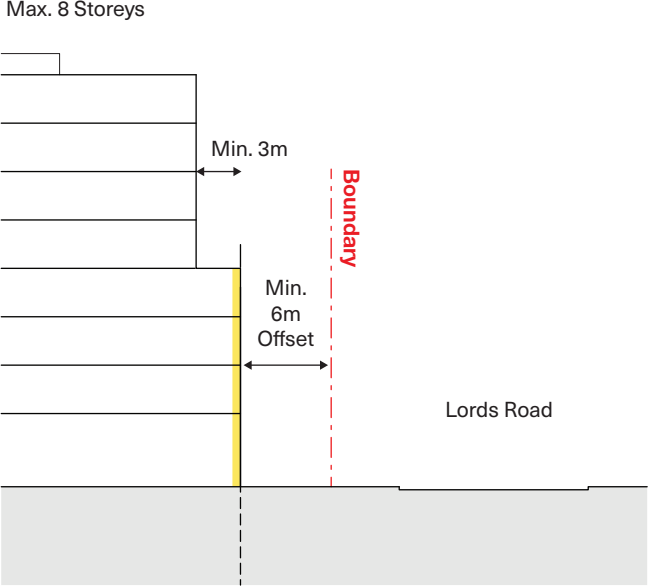 Max. 8 Storeys
Min. 3m
Boundary
Min.
6m
Offset
Lords Road